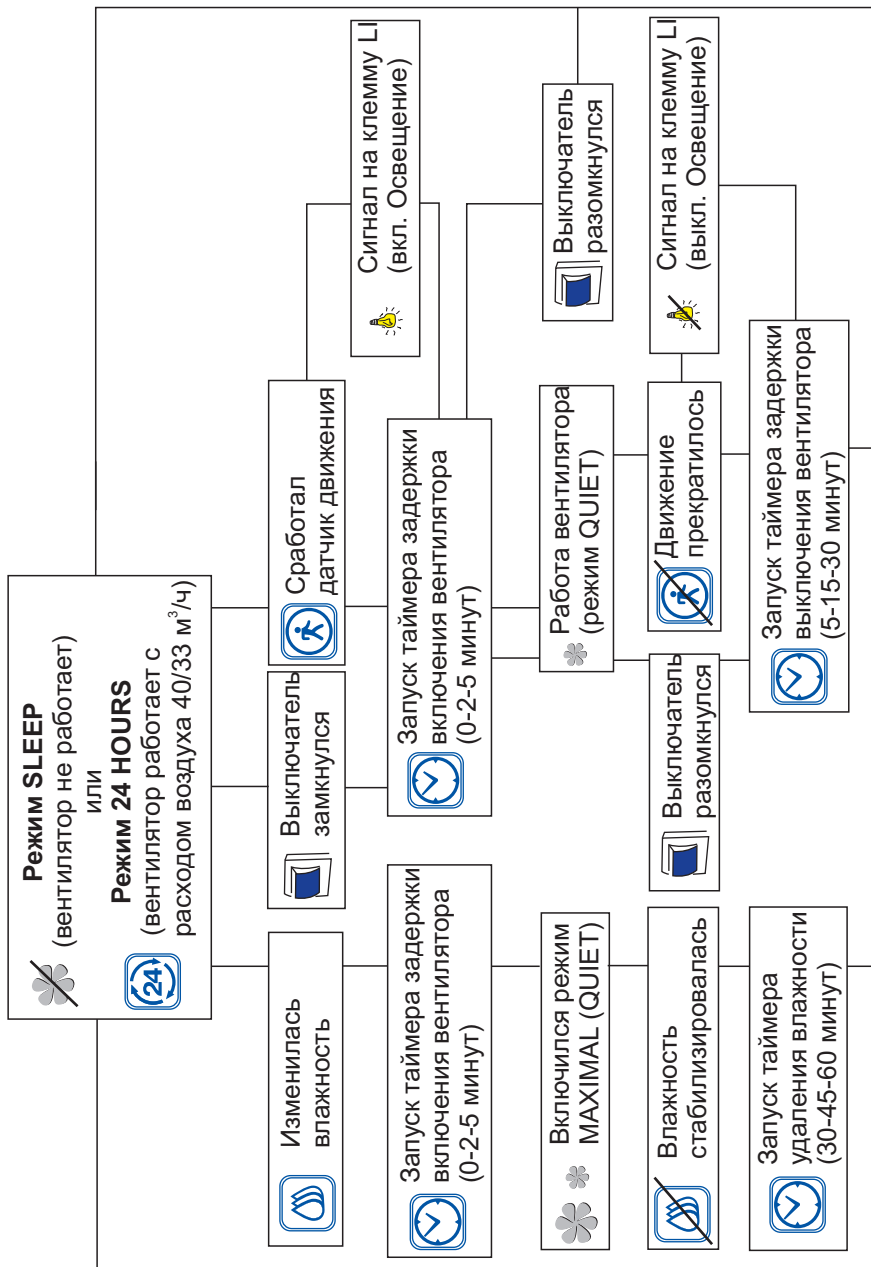 Режим SLEEP
(вентилятор не работает)
или
Режим 24 HOURS
(вентилятор работает с
расходом воздуха 40/33 м³/ч)
24
Изменилась
влажность
Выключатель
замкнулся
Сработал
датчик движения
Сигнал на клемму LI
(вкл. Освещение)
Запуск таймера задержки
включения вентилятора
(0-2-5 минут)
Запуск таймера задержки
включения вентилятора
(0-2-5 минут)
Выключатель
разомкнулся
Включился режим
MAXIMAL (QUIET)
Работа вентилятора
(режим QUIET)
Влажность
стабилизировалась
Выключатель
разомкнулся
Движение
прекратилось
Сигнал на клемму LI
(выкл. Освещение)
Запуск таймера
удаления влажности
(30-45-60 минут)
Запуск таймера задержки
выключения вентилятора
(5-15-30 минут)